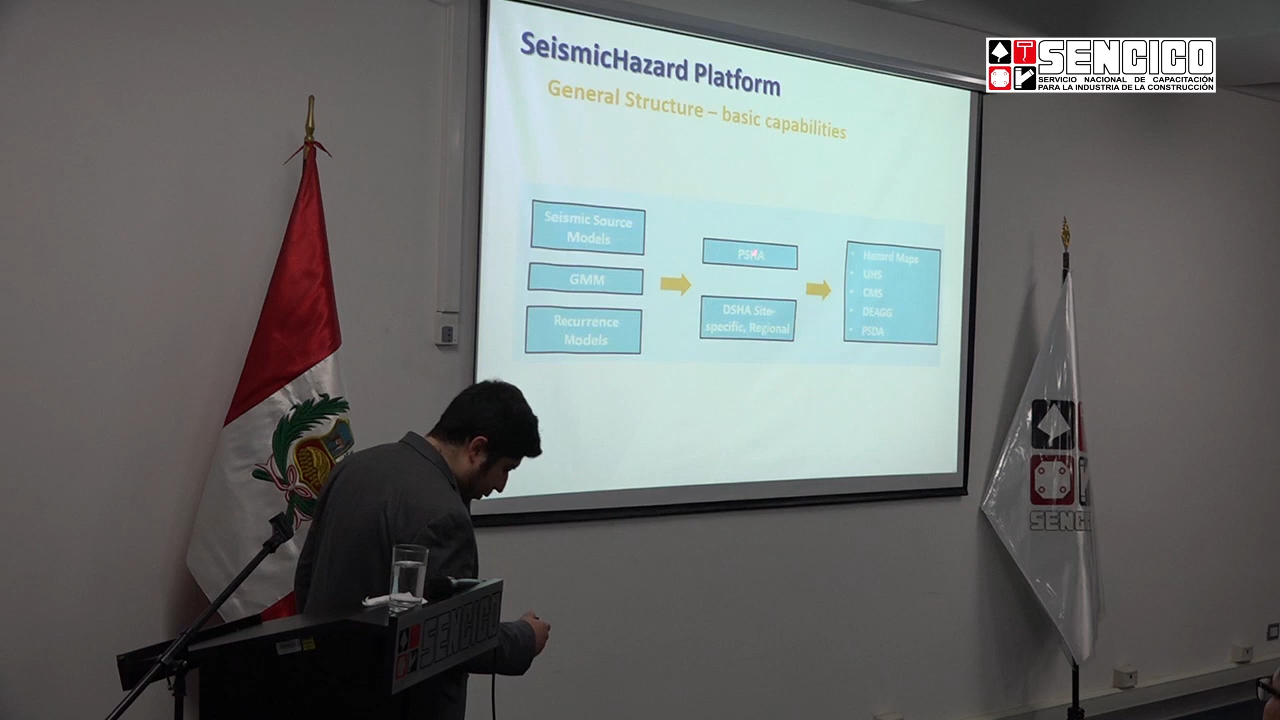 SeismicHazard Platform
General Structure – basic capabilities
Seismic Source
Models
GMM
Recurrence
Models
PSHA
DSHA Site-
specific, Regional
• Hazard Maps
• UHS
• CMS
• DEAGG
• PSDA
SENCICO
SERVICIO NACIONAL DE CAPACITACIÓN
PARA LA INDUSTRIA DE LA CONSTRUCCIÓN
SENCICO
SENCI